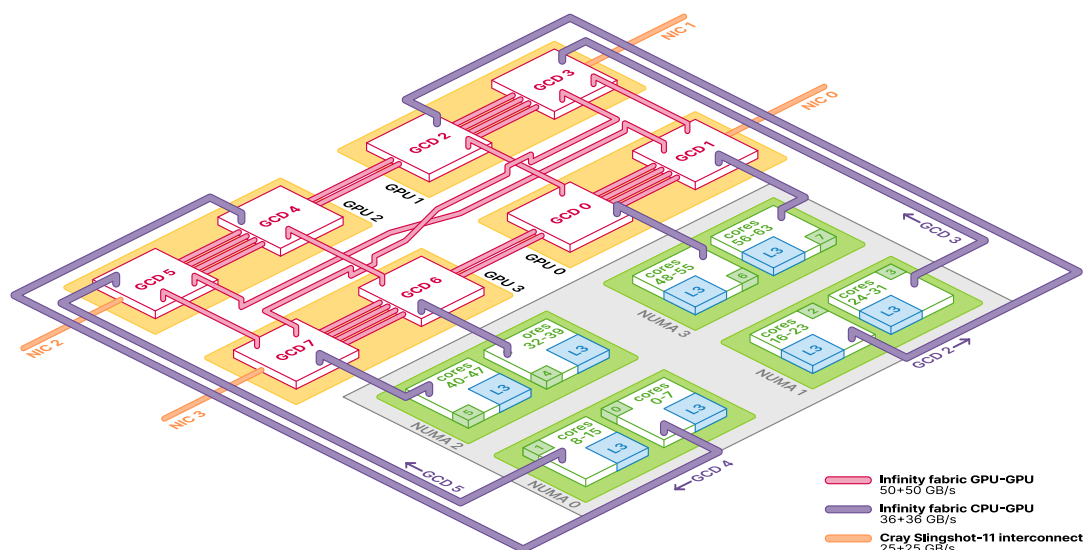 NIC 1
GCD 3
NIC 0
GCD 2
GCD 1
GPU 1
GPU 2
GCD 4
GCD 0
cores
56-63
7
L3
GCD 3
GPU 0
GPU 3
GCD 5
GCD 6
cores
48-55
6
L3
NUMA 3
3
cores
24-31
L3
2
cores
16-23
L3
GCD 2
NUMA 1
NIC 2
GCD 7
ores
32-39
L3
4
cores
40-47
L3
5
NIC 3
NUMA 2
0
cores
0-7
L3
1
cores
8-15
L3
NUMA 0
GCD 5
GCD 4
Infinity fabric GPU-GPU
50+50 GB/s
Infinity fabric CPU-GPU
36+36 GB/s
Cray Slingshot-11 interconnect
25+25 GB/s